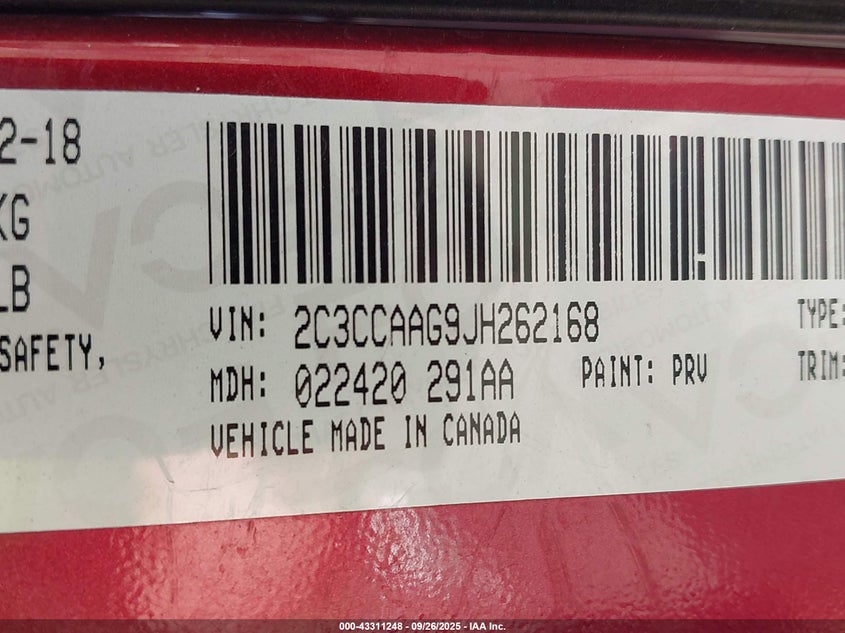 2-18
KG
LB
SAFETY,
VIN: 2C3CCAAG9JH262168
TYPE:
MDH: 022420 291AA
PAINT: PRV
TRIM:
VEHICLE MADE IN CANADA
000-43311248 - 09/26/2025 - IAA Inc.